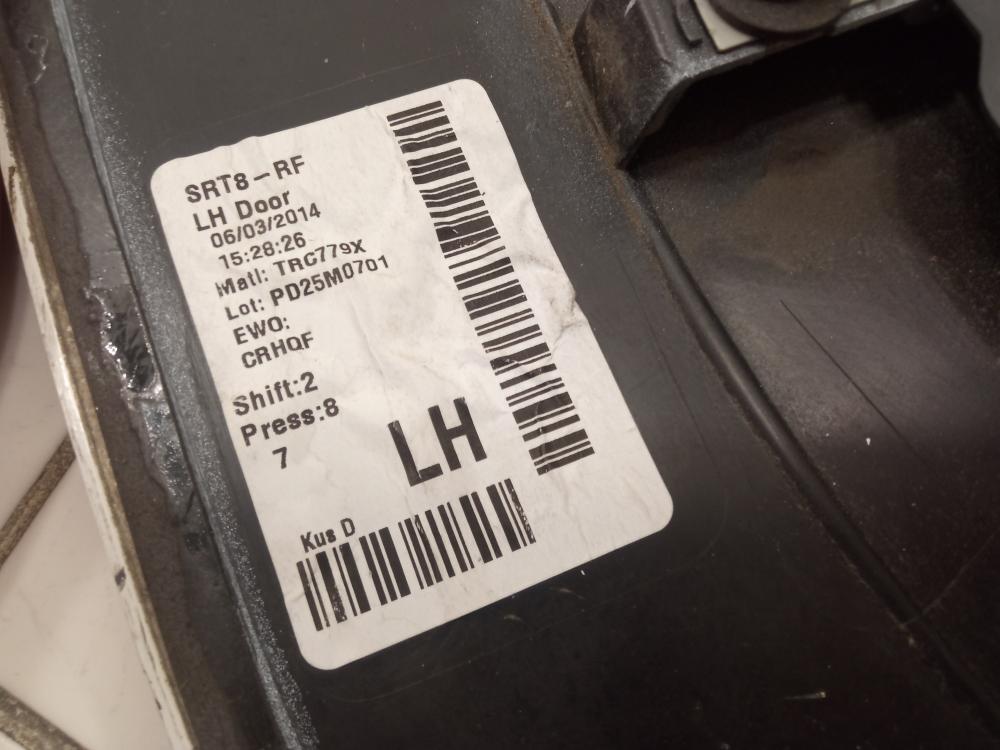 SRT8-RF
LH Door
06/03/2014
15:28:26
Matl: TRC779X
Lot: PD25M0701
EWO:
CRHQF
Shift:2
Press:8
7
LH
Kus D